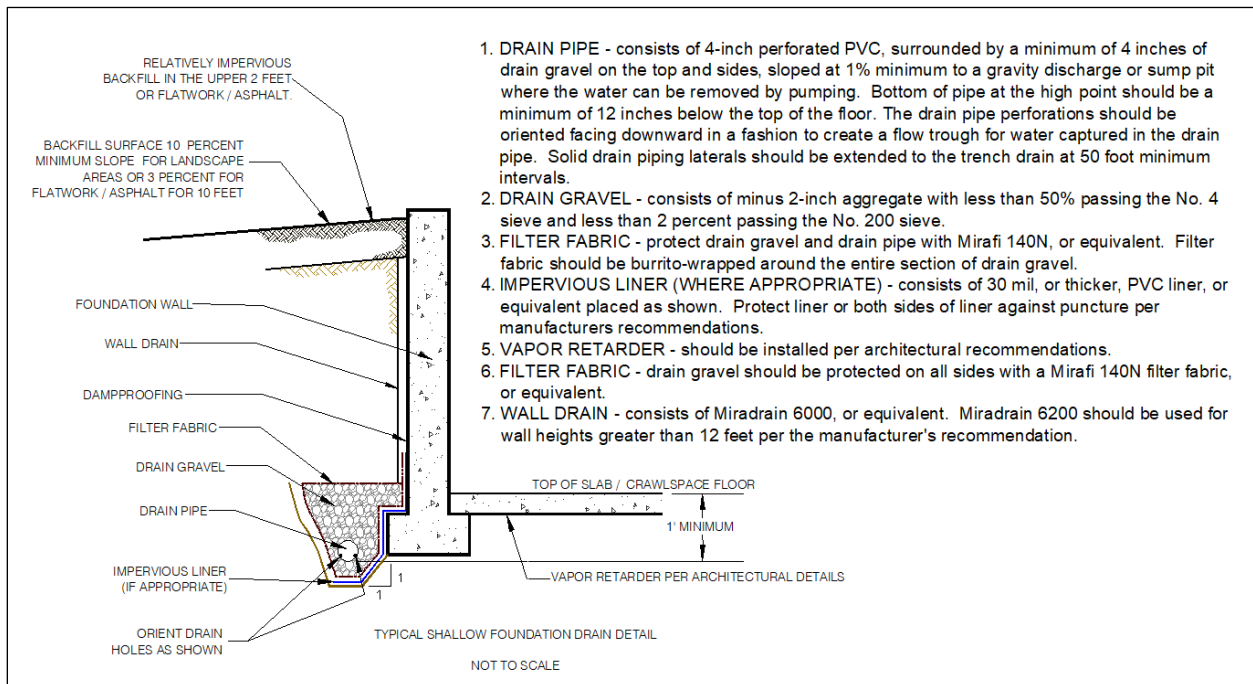 RELATIVELY IMPERVIOUS
BACKFILL IN THE UPPER 2 FEET
OR FLATWORK / ASPHALT.
BACKFILL SURFACE 10 PERCENT
MINIMUM SLOPE FOR LANDSCAPE
AREAS OR 3 PERCENT FOR
FLATWORK / ASPHALT FOR 10 FEET
FOUNDATION WALL
WALL DRAIN
DAMPPROOFING
FILTER FABRIC
DRAIN GRAVEL
DRAIN PIPE
IMPERVIOUS LINER
(IF APPROPRIATE)
ORIENT DRAIN
HOLES AS SHOWN
1
1
TOP OF SLAB / CRAWLSPACE FLOOR
1' MINIMUM
VAPOR RETARDER PER ARCHITECTURAL DETAILS
TYPICAL SHALLOW FOUNDATION DRAIN DETAIL
NOT TO SCALE
1. DRAIN PIPE - consists of 4-inch perforated PVC, surrounded by a minimum of 4 inches of
drain gravel on the top and sides, sloped at 1% minimum to a gravity discharge or sump pit
where the water can be removed by pumping. Bottom of pipe at the high point should be a
minimum of 12 inches below the top of the floor. The drain pipe perforations should be
oriented facing downward in a fashion to create a flow trough for water captured in the drain
pipe. Solid drain piping laterals should be extended to the trench drain at 50 foot minimum
intervals.
2. DRAIN GRAVEL - consists of minus 2-inch aggregate with less than 50% passing the No. 4
sieve and less than 2 percent passing the No. 200 sieve.
3. FILTER FABRIC - protect drain gravel and drain pipe with Mirafi 140N, or equivalent. Filter
fabric should be burrito-wrapped around the entire section of drain gravel.
4. IMPERVIOUS LINER (WHERE APPROPRIATE) - consists of 30 mil, or thicker, PVC liner, or
equivalent placed as shown. Protect liner or both sides of liner against puncture per
manufacturers recommendations.
5. VAPOR RETARDER - should be installed per architectural recommendations.
6. FILTER FABRIC - drain gravel should be protected on all sides with a Mirafi 140N filter fabric,
or equivalent.
7. WALL DRAIN - consists of Miradrain 6000, or equivalent. Miradrain 6200 should be used for
wall heights greater than 12 feet per the manufacturer's recommendation.